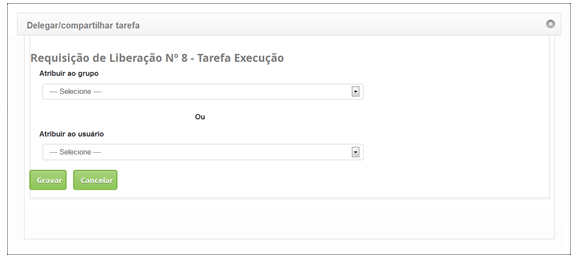 Delegar/compartilhar tarefa
Requisição de Liberação Nº 8 - Tarefa Execução
Atribuir ao grupo
--- Selecione ---
Ou
Atribuir ao usuário
--- Selecione ---
Gravar Cancelar